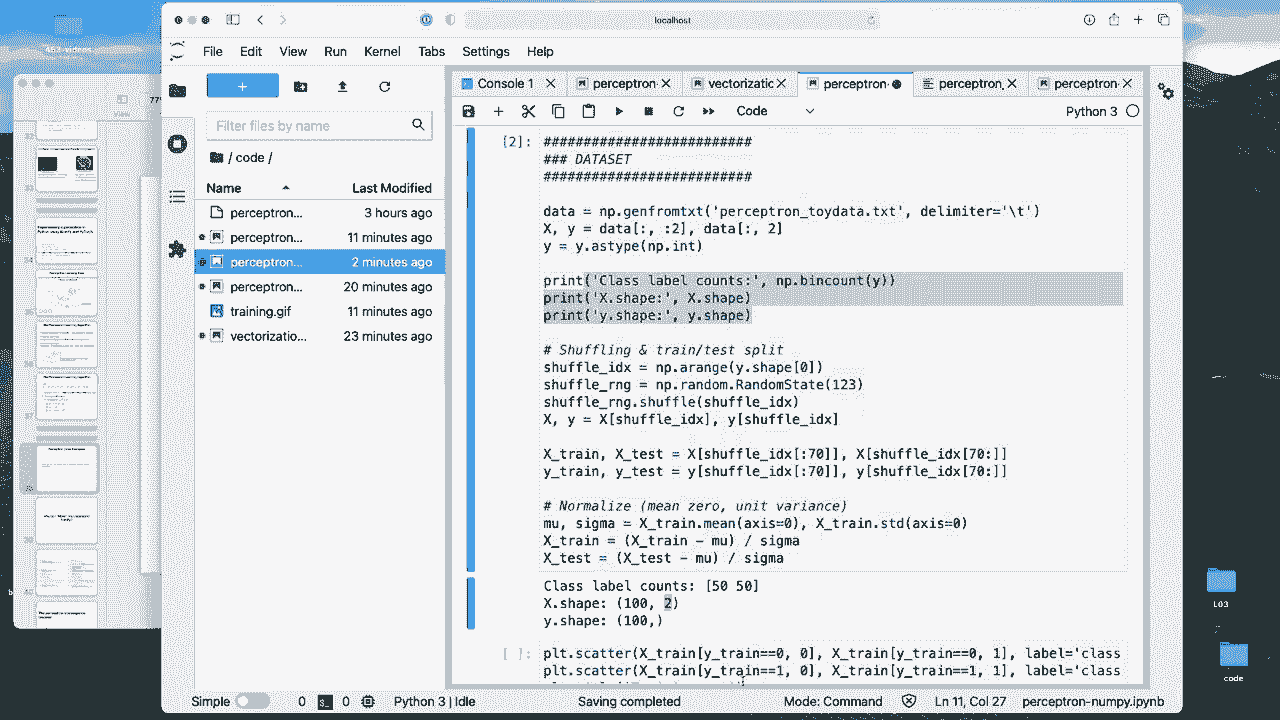 localhost
File Edit View Run Kernel Tabs Settings Help
Console 1
perceptron-
vectorizatic
perceptron-
perceptron_
perceptron-
Code
Python 3
Filter files by name
/ code /
Name
Last Modified
perceptron... 3 hours ago
perceptron... 11 minutes ago
perceptron... 2 minutes ago
perceptron... 20 minutes ago
training.gif 11 minutes ago
vectorizatio... 23 minutes ago
[2]: #########################
### DATASET
#########################
data = np.genfromtxt('perceptron_toydata.txt', delimiter='\t')
X, y = data[:, :2], data[:, 2]
y = y.astype(np.int)
print('Class label counts:', np.bincount(y))
print('X.shape:', X.shape)
print('y.shape:', y.shape)
# Shuffling & train/test split
shuffle_idx = np.arange(y.shape[0])
shuffle_rng = np.random.RandomState(123)
shuffle_rng.shuffle(shuffle_idx)
X, y = X[shuffle_idx], y[shuffle_idx]
X_train, X_test = X[shuffle_idx[:70]], X[shuffle_idx[70:]]
y_train, y_test = y[shuffle_idx[:70]], y[shuffle_idx[70:]]
# Normalize (mean zero, unit variance)
mu, sigma = X_train.mean(axis=0), X_train.std(axis=0)
X_train = (X_train - mu) / sigma
X_test = (X_test - mu) / sigma
Class label counts: [50 50]
X.shape: (100, 2)
y.shape: (100,)
[ ]: plt.scatter(X_train[y_train==0, 0], X_train[y_train==0, 1], label='class
plt.scatter(X_train[y_train==1, 0], X_train[y_train==1, 1], label='class
Simple 0 0 Python 3 | Idle Saving completed Mode: Command Ln 11, Col 27 perceptron-numpy.ipynb
L03
code